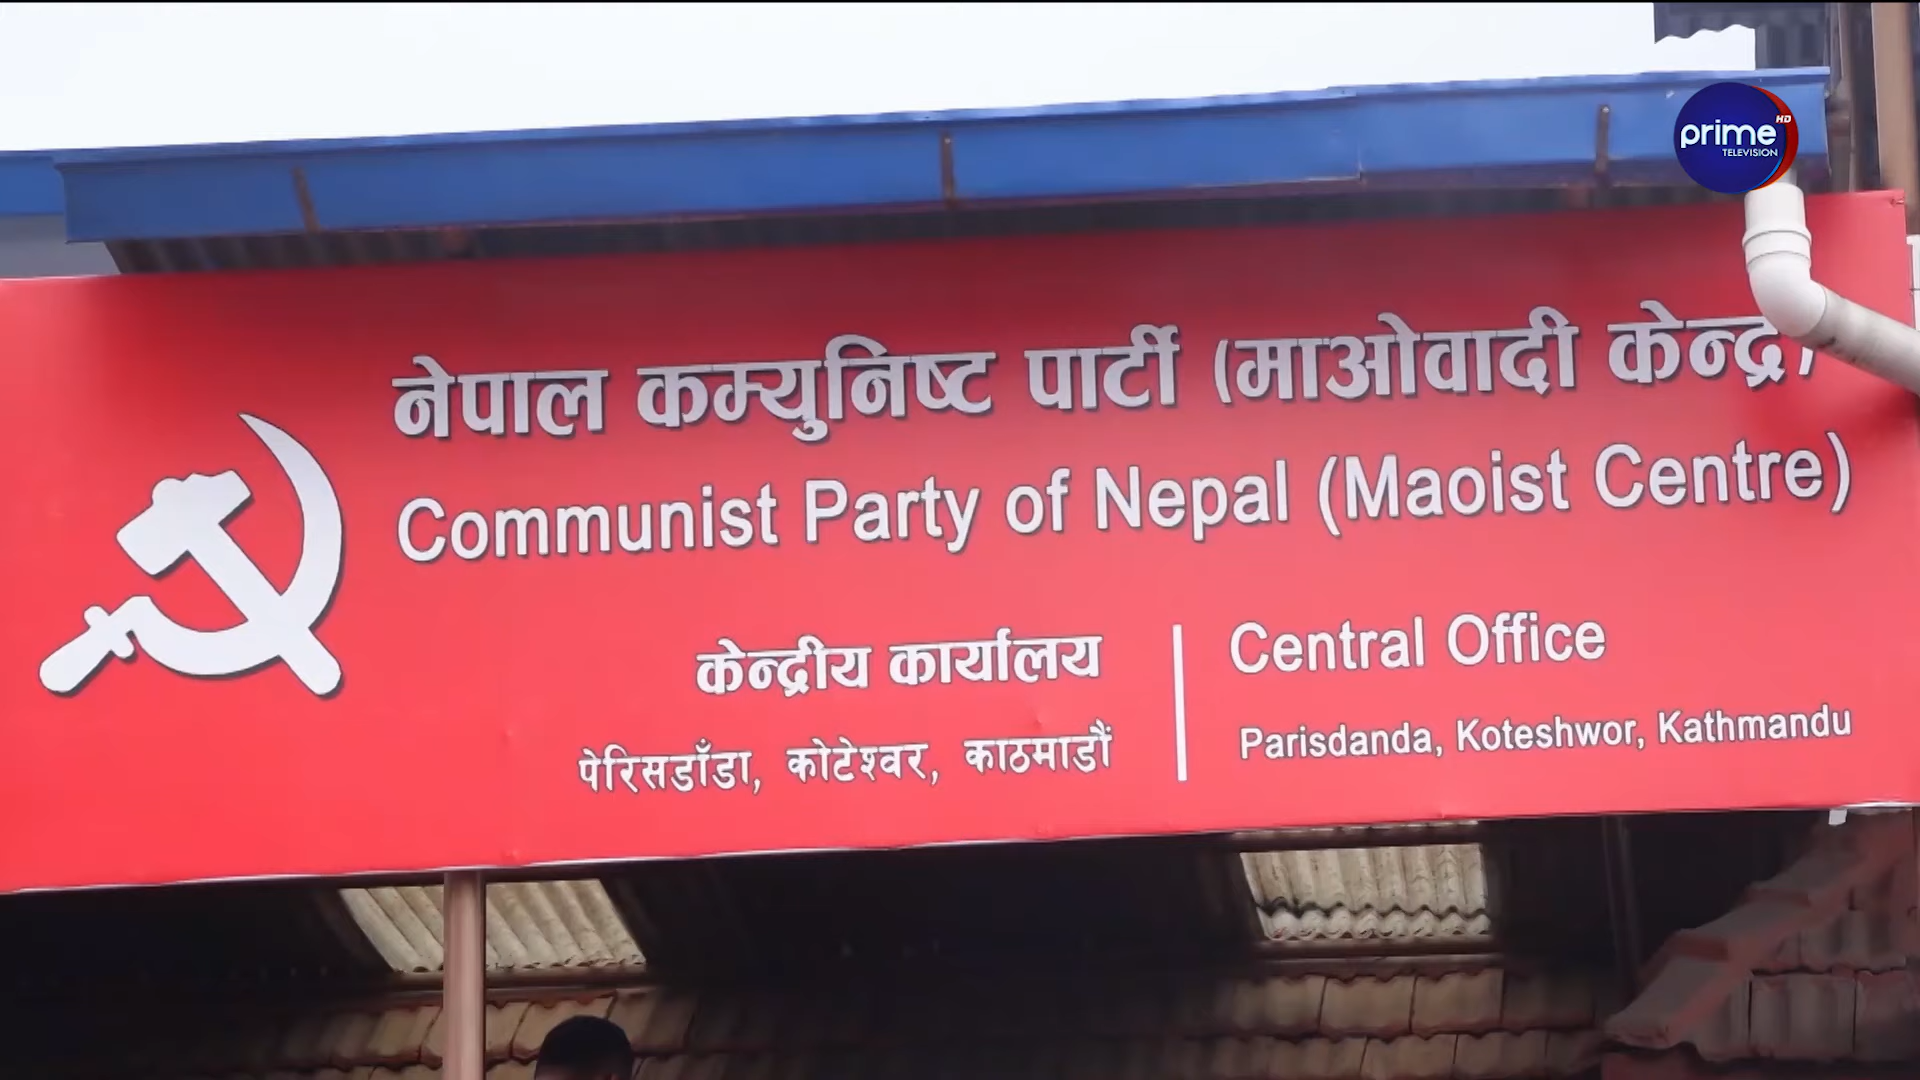 prime HD
TELEVISION
नेपाल कम्युनिष्ट पार्टी (माओवादी केन्द्र)
Communist Party of Nepal (Maoist Centre)
केन्द्रीय कार्यालय
पेरिसडाँडा, कोटेश्वर, काठमाडौं
Central Office
Parisdanda, Koteshwor, Kathmandu